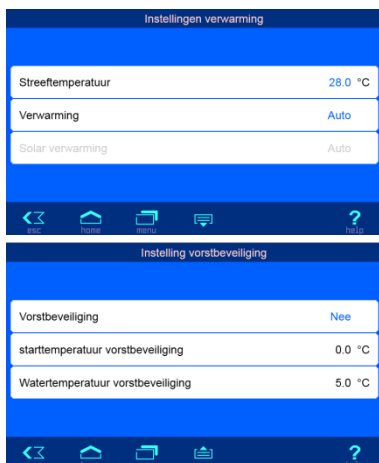 Instellingen verwarming
Streeftemperatuur 28.0 °C
Verwarming Auto
Solar verwarming Auto
esc home menu help
Instelling vorstbeveiliging
Vorstbeveiliging Nee
starttemperatuur vorstbeveiliging 0.0 °C
Watertemperatuur vorstbeveiliging 5.0 °C